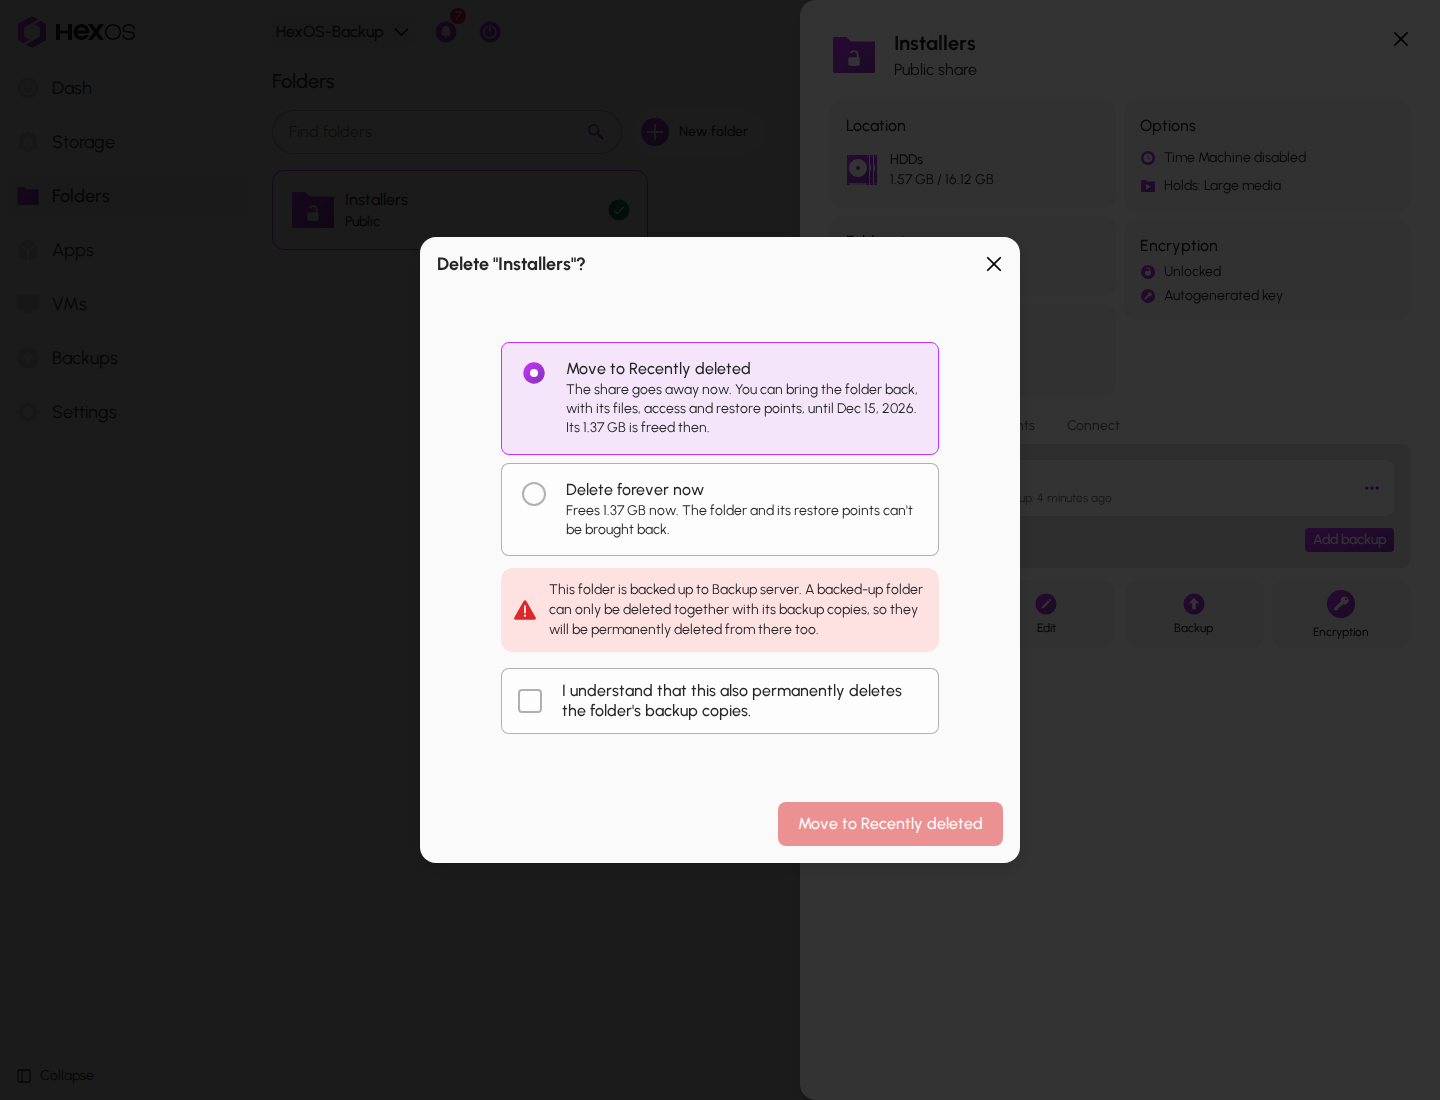 HexOS
HexOS-Backup
7
Dash
Storage
Folders
Apps
VMs
Backups
Settings
Collapse
Folders
Find folders
New folder
Installers
Public
Installers
Public share
Location
HDDs
1.57 GB / 16.12 GB
Options
Time Machine disabled
Holds: Large media
Encryption
Unlocked
Autogenerated key
Connect
4 minutes ago
Add backup
Edit
Backup
Encryption
Delete "Installers"?
Move to Recently deleted
The share goes away now. You can bring the folder back,
with its files, access and restore points, until Dec 15, 2026.
Its 1.37 GB is freed then.
Delete forever now
Frees 1.37 GB now. The folder and its restore points can't
be brought back.
This folder is backed up to Backup server. A backed-up folder
can only be deleted together with its backup copies, so they
will be permanently deleted from there too.
I understand that this also permanently deletes
the folder's backup copies.
Move to Recently deleted